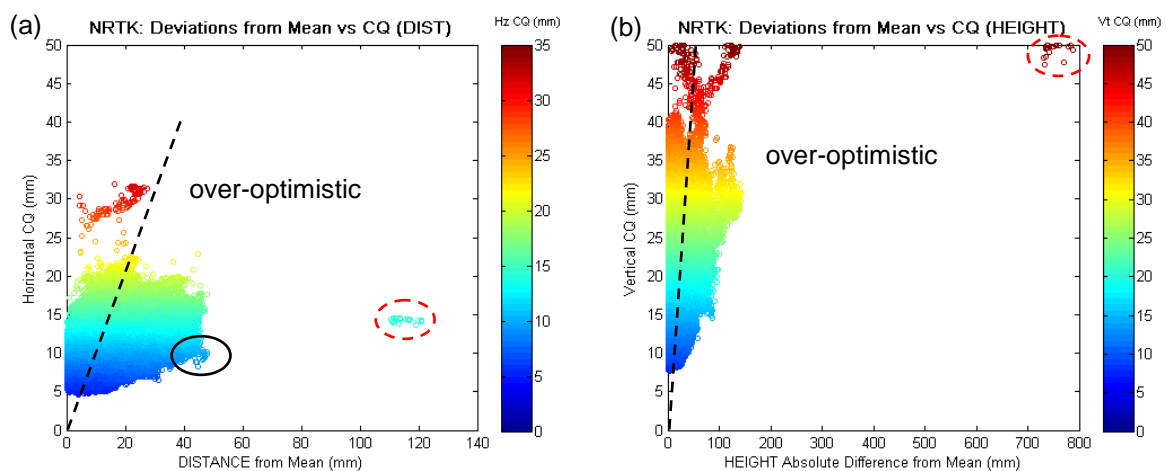 (a)
NRTK: Deviations from Mean vs CQ (DIST)
Hz CQ (mm)
Horizontal CQ (mm)
50
45
40
35
30
25
20
15
10
5
0
over-optimistic
0 20 40 60 80 100 120 140
DISTANCE from Mean (mm)
35
30
25
20
15
10
5
0
(b)
NRTK: Deviations from Mean vs CQ (HEIGHT)
Vt CQ (mm)
Vertical CQ (mm)
50
45
40
35
30
25
20
15
10
5
0
over-optimistic
0 100 200 300 400 500 600 700 800
HEIGHT Absolute Difference from Mean (mm)
50
45
40
35
30
25
20
15
10
5
0